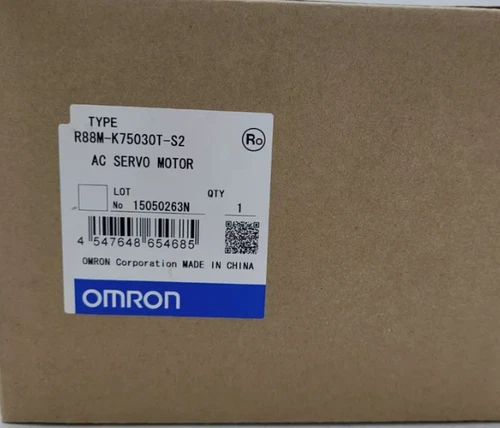 TYPE
R88M-K75030T-S2
Ro
AC SERVO MOTOR
LOT QTY
No 15050263N 1
4 547648 654685
OMRON Corporation MADE IN CHINA
OMRON